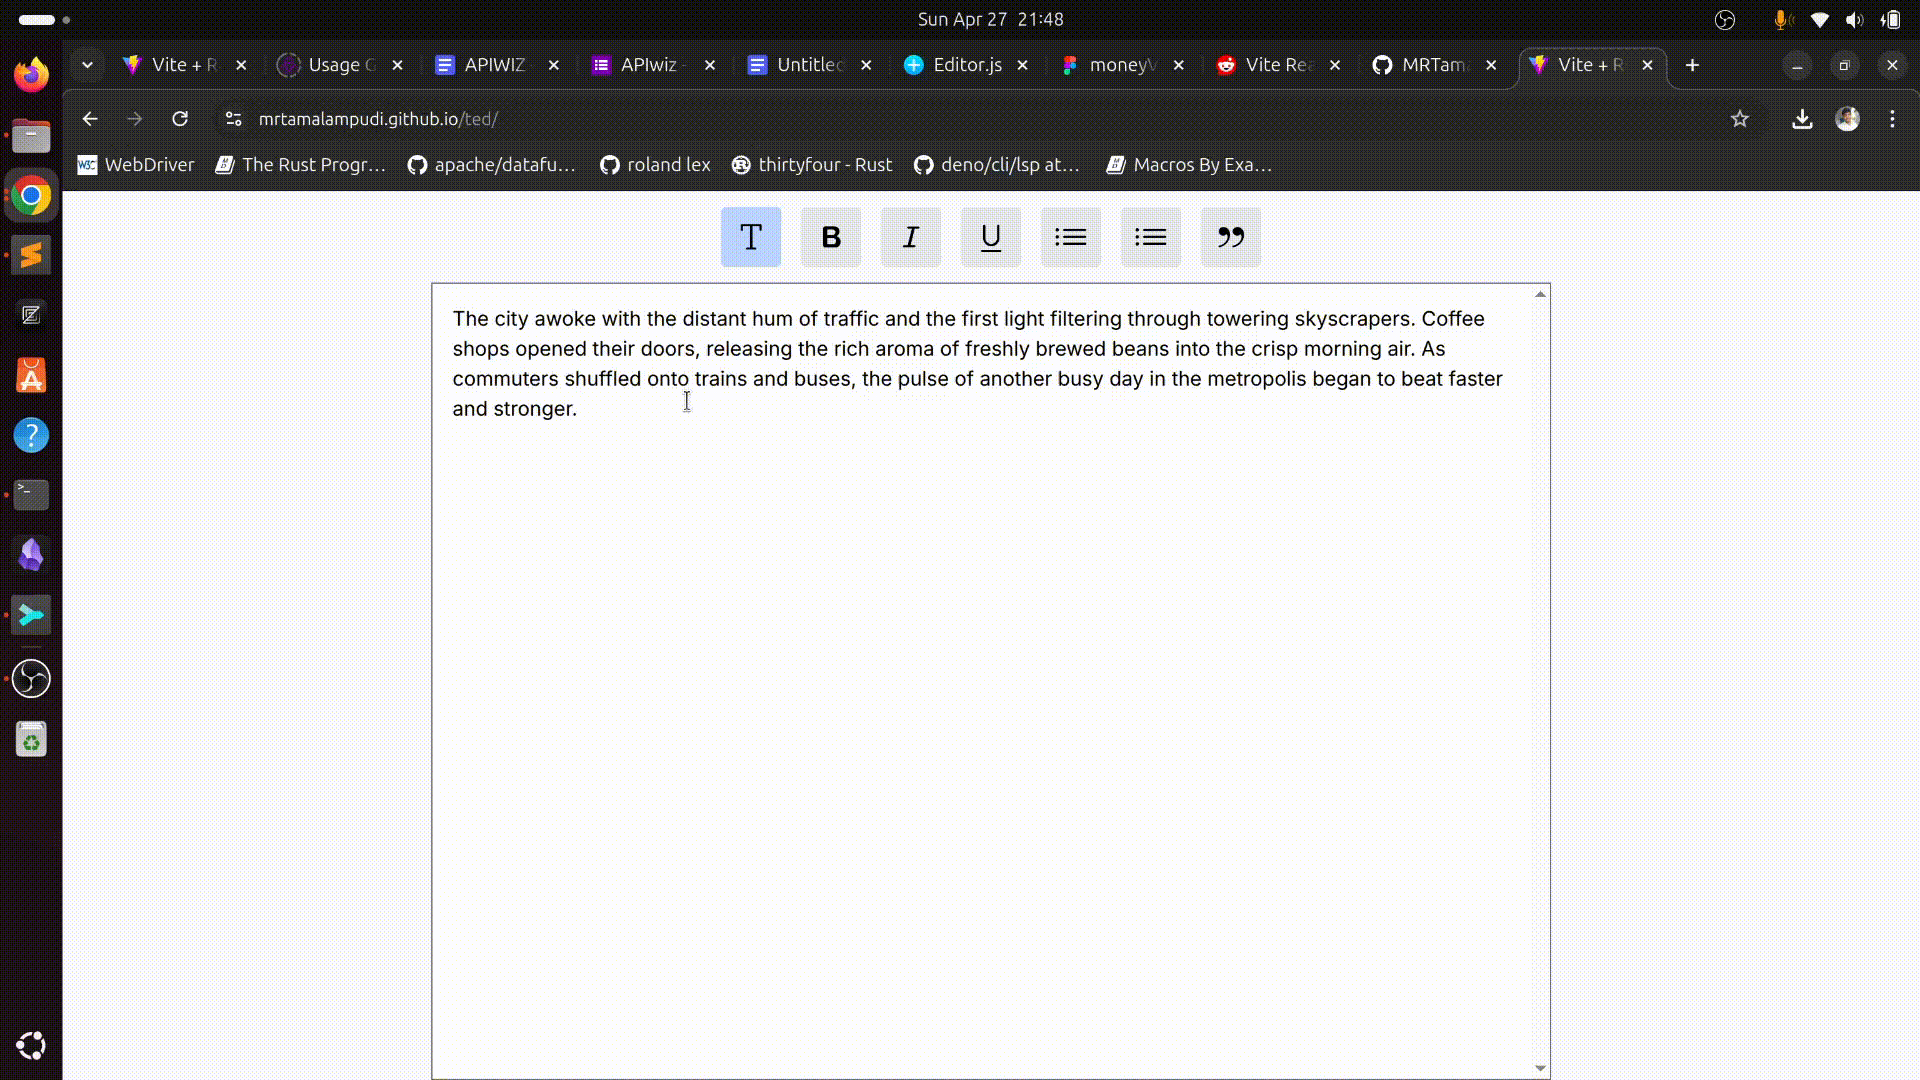 Sun Apr 27 21:48
Vite + R
Usage G
APIWIZ
APIwiz -
Untitled
Editor.js
moneyV
Vite Rea
MRTam
Vite + R
mrtamalampudi.github.io/ted/
WebDriver
The Rust Progr...
apache/datafu...
roland lex
thirtyfour - Rust
deno/cli/lsp at...
Macros By Exa...
T B I U
The city awoke with the distant hum of traffic and the first light filtering through towering skyscrapers. Coffee
shops opened their doors, releasing the rich aroma of freshly brewed beans into the crisp morning air. As
commuters shuffled onto trains and buses, the pulse of another busy day in the metropolis began to beat faster
and stronger.